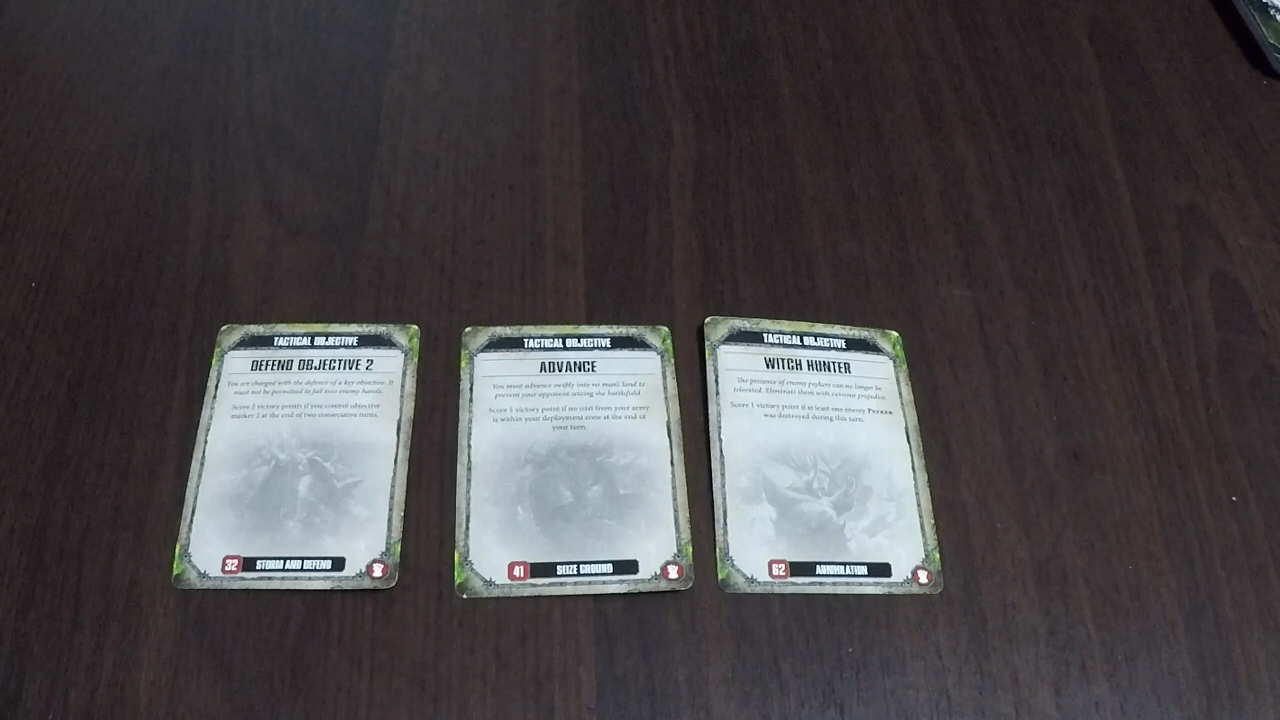 TACTICAL OBJECTIVE
DEFEND OBJECTIVE 2
You are charged with the defence of a key objective. It
must not be permitted to fall into enemy hands.
Score 2 victory points if you control objective
marker 2 at the end of two consecutive turns.
32 STORM AND DEFEND
TACTICAL OBJECTIVE
ADVANCE
You must advance swiftly into no man's land to
prevent your opponent seizing the battlefield
Score 1 victory point if no unit from your army
is within your deployment zone at the end of
your turn.
41 SEIZE GROUND
TACTICAL OBJECTIVE
WITCH HUNTER
The presence of enemy psykers can no longer be
tolerated. Eliminate them with extreme prejudice.
Score 1 victory point if at least one enemy PSYKER
was destroyed during this turn.
62 ANNIHILATION